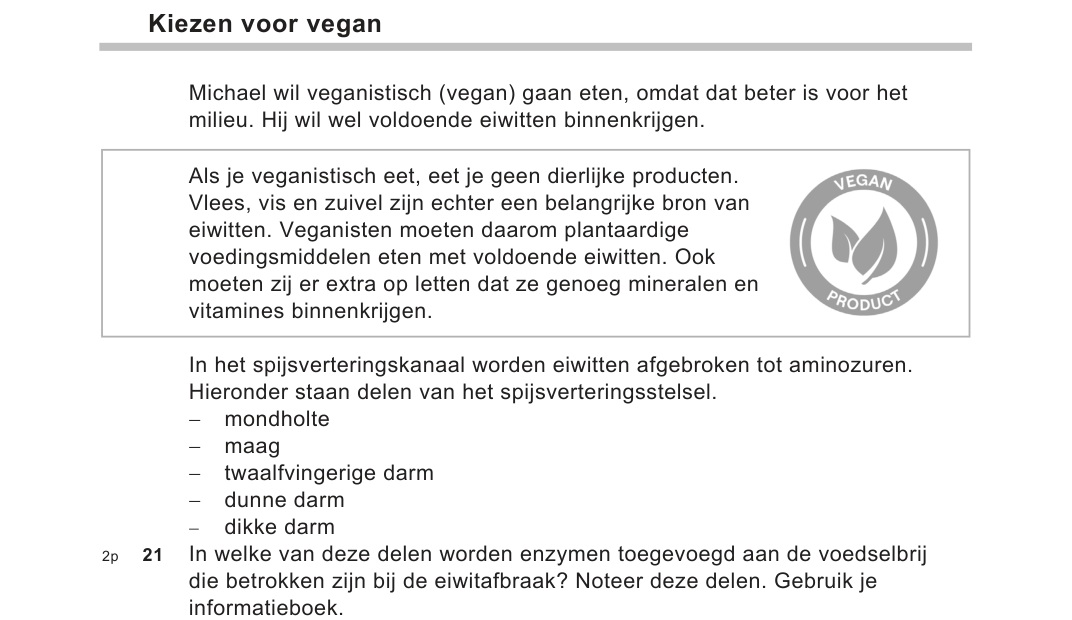 Kiezen voor vegan
Michael wil veganistisch (vegan) gaan eten, omdat dat beter is voor het
milieu. Hij wil wel voldoende eiwitten binnenkrijgen.
Als je veganistisch eet, eet je geen dierlijke producten.
Vlees, vis en zuivel zijn echter een belangrijke bron van
eiwitten. Veganisten moeten daarom plantaardige
voedingsmiddelen eten met voldoende eiwitten. Ook
moeten zij er extra op letten dat ze genoeg mineralen en
vitamines binnenkrijgen.
VEGAN
PRODUCT
In het spijsverteringskanaal worden eiwitten afgebroken tot aminozuren.
Hieronder staan delen van het spijsverteringsstelsel.
– mondholte
– maag
– twaalfvingerige darm
– dunne darm
– dikke darm
2p 21 In welke van deze delen worden enzymen toegevoegd aan de voedselbrij
die betrokken zijn bij de eiwitafbraak? Noteer deze delen. Gebruik je
informatieboek.